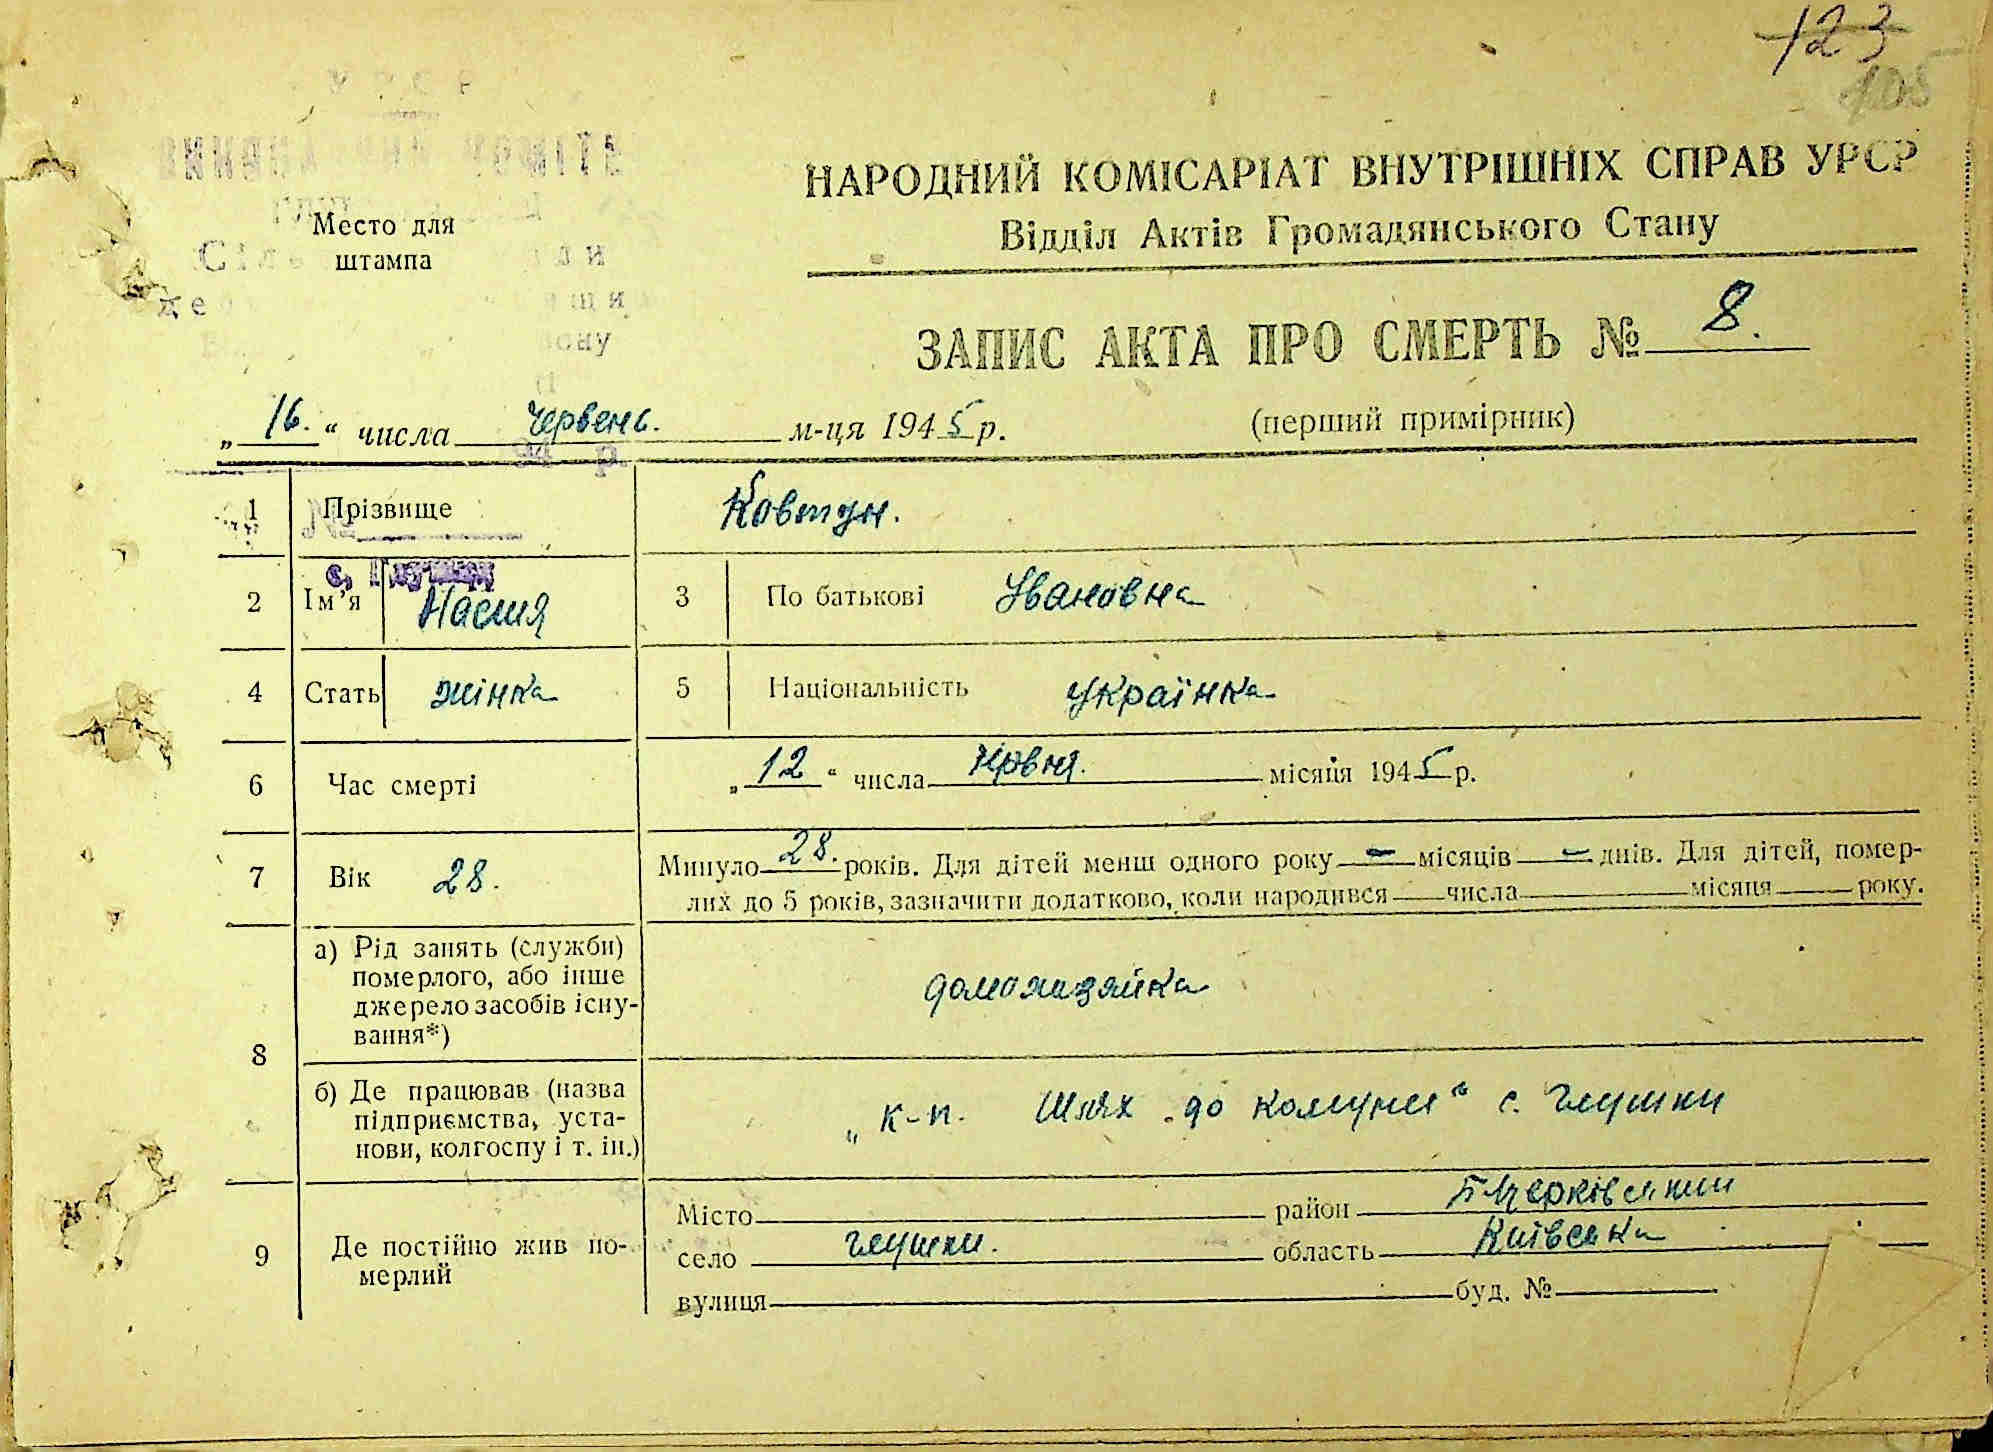 123
105
УРСР
НАРОДНИЙ КОМІСАРІАТ ВНУТРІШНІХ СПРАВ УРСР
Відділ Актів Громадянського Стану
Место для
штампа
ЗАПИС АКТА ПРО СМЕРТЬ № 8.
„16.“ числа червень. м-ця 1945 р.
(перший примірник)
1 Прізвище Ковтун.
с. Глушки
2 Ім’я Настя 3 По батькові Ивановна
4 Стать жінка 5 Національність українка
6 Час смерті „12“ числа червня. місяця 1945 р.
7 Вік 28. Минуло 28. років. Для дітей менш одного року – місяців – днів. Для дітей, помер-
лих до 5 років, зазначити додатково, коли народився числа місяця року.
8 а) Рід занять (служби)
померлого, або інше
джерело засобів існу-
вання*)
домохазяйка
б) Де працював (назва
підприємства, уста-
нови, колгоспу і т. ін.)
„к-п. Шлях до комуни“ с. Глушки
9 Де постійно жив по-
мерлий
Місто район Б Церківський
село Глушки. область Київська
вулиця буд. №